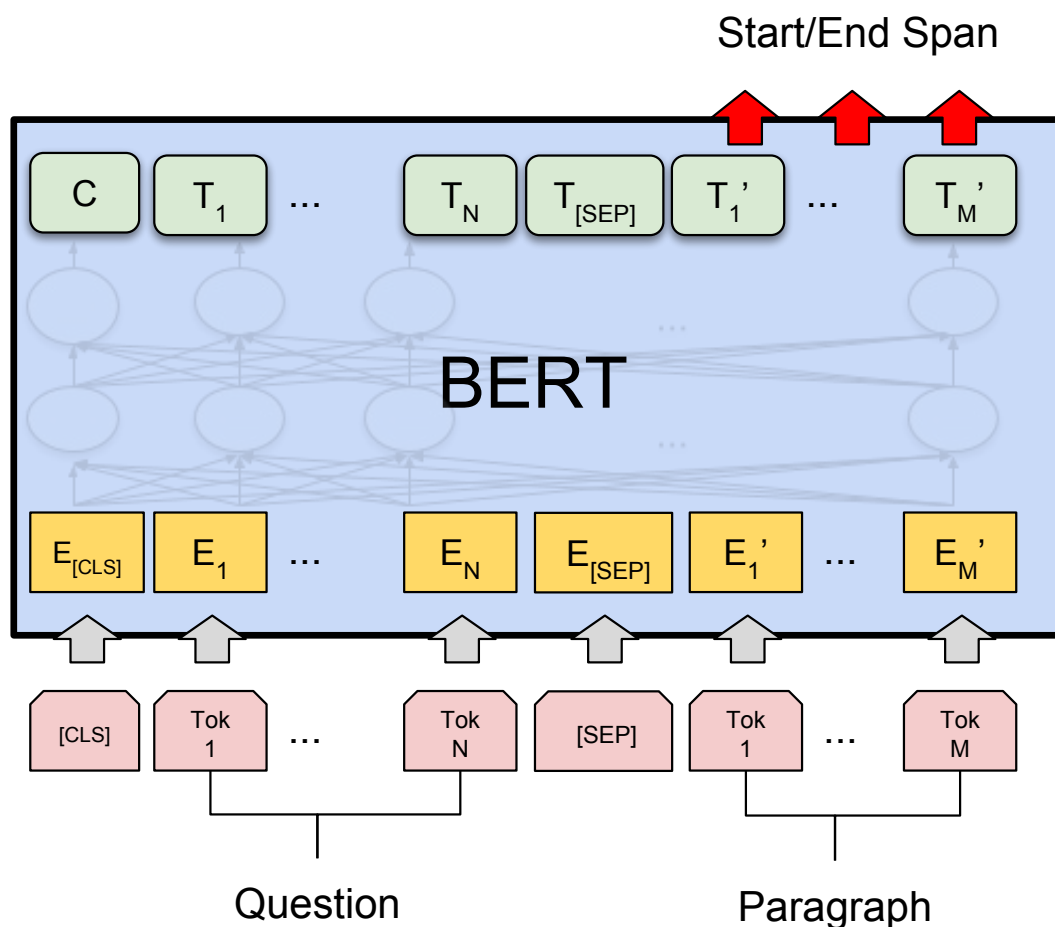 Start/End Span
C T1 ... TN T[SEP] T1' ... TM'
...
BERT
...
E[CLS] E1 ... EN E[SEP] E1' ... EM'
[CLS] Tok 1 ... Tok N [SEP] Tok 1 ... Tok M
Question Paragraph